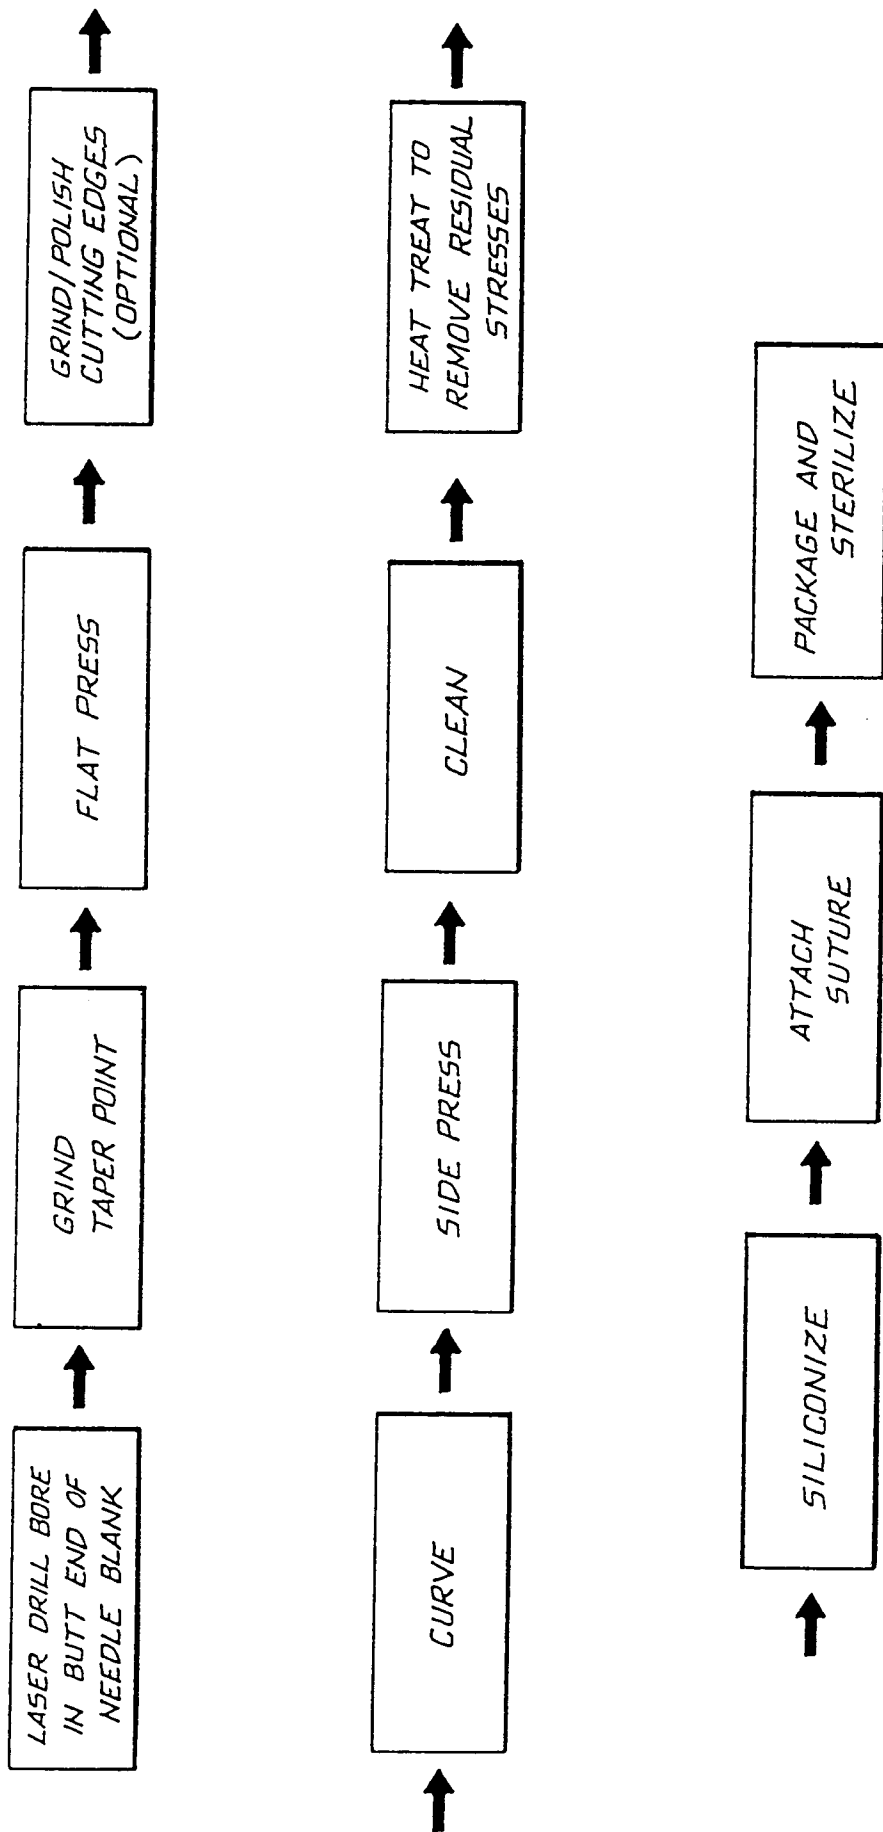 LASER DRILL BORE
IN BUTT END OF
NEEDLE BLANK
GRIND
TAPER POINT
FLAT PRESS
GRIND/POLISH
CUTTING EDGES
(OPTIONAL)
CURVE
SIDE PRESS
CLEAN
HEAT TREAT TO
REMOVE RESIDUAL
STRESSES
SILICONIZE
ATTACH
SUTURE
PACKAGE AND
STERILIZE